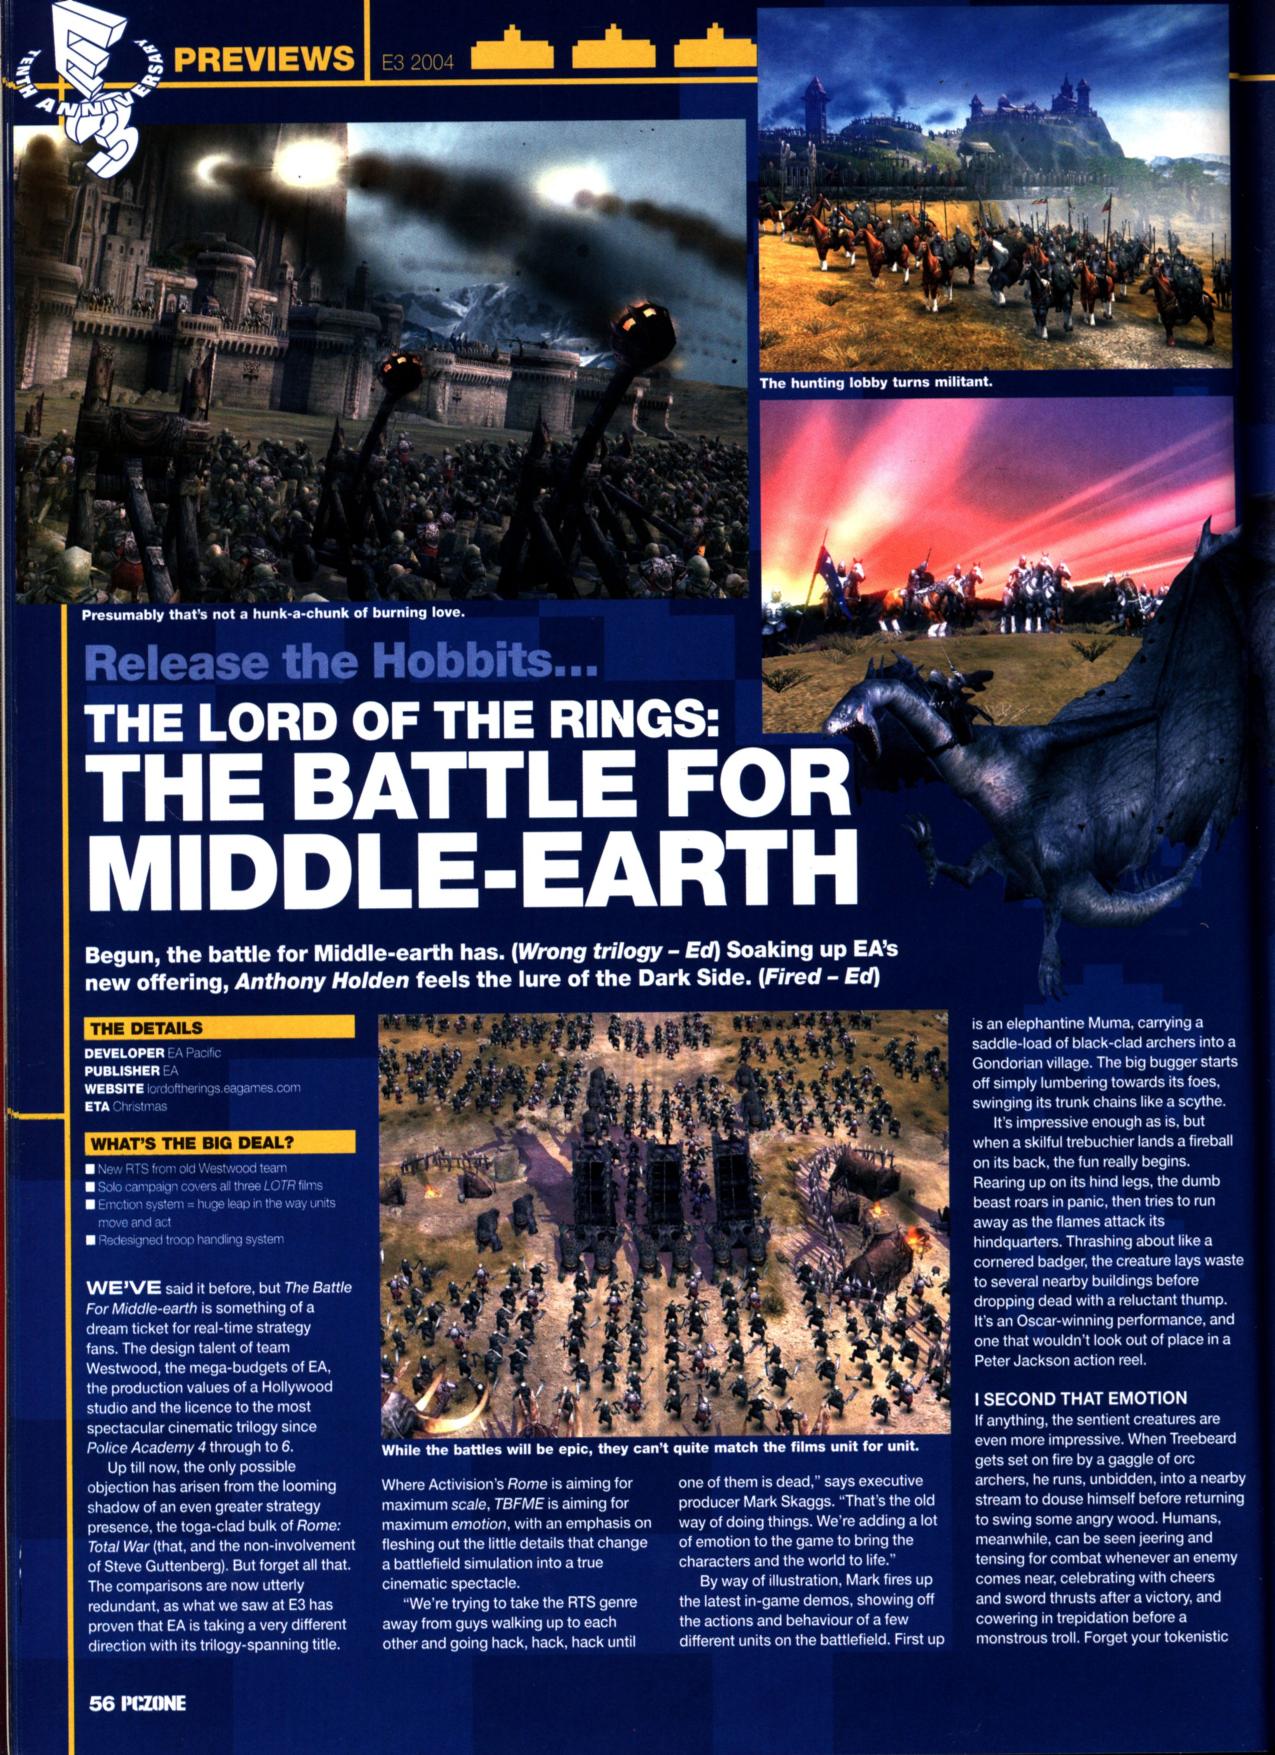 TENTH ANNIVERSARY
E3
PREVIEWS
E3 2004
The hunting lobby turns militant.
Presumably that's not a hunk-a-chunk of burning love.
Release the Hobbits...
THE LORD OF THE RINGS:
THE BATTLE FOR
MIDDLE-EARTH
Begun, the battle for Middle-earth has. (Wrong trilogy – Ed) Soaking up EA's
new offering, Anthony Holden feels the lure of the Dark Side. (Fired – Ed)
THE DETAILS
DEVELOPER EA Pacific
PUBLISHER EA
WEBSITE lordoftherings.eagames.com
ETA Christmas
WHAT'S THE BIG DEAL?
■ New RTS from old Westwood team
■ Solo campaign covers all three LOTR films
■ Emotion system = huge leap in the way units
move and act
■ Redesigned troop handling system
WE'VE said it before, but The Battle
For Middle-earth is something of a
dream ticket for real-time strategy
fans. The design talent of team
Westwood, the mega-budgets of EA,
the production values of a Hollywood
studio and the licence to the most
spectacular cinematic trilogy since
Police Academy 4 through to 6.
Up till now, the only possible
objection has arisen from the looming
shadow of an even greater strategy
presence, the toga-clad bulk of Rome:
Total War (that, and the non-involvement
of Steve Guttenberg). But forget all that.
The comparisons are now utterly
redundant, as what we saw at E3 has
proven that EA is taking a very different
direction with its trilogy-spanning title.
While the battles will be epic, they can't quite match the films unit for unit.
Where Activision's Rome is aiming for
maximum scale, TBFME is aiming for
maximum emotion, with an emphasis on
fleshing out the little details that change
a battlefield simulation into a true
cinematic spectacle.
"We're trying to take the RTS genre
away from guys walking up to each
other and going hack, hack, hack until
one of them is dead," says executive
producer Mark Skaggs. "That's the old
way of doing things. We're adding a lot
of emotion to the game to bring the
characters and the world to life."
By way of illustration, Mark fires up
the latest in-game demos, showing off
the actions and behaviour of a few
different units on the battlefield. First up
is an elephantine Muma, carrying a
saddle-load of black-clad archers into a
Gondorian village. The big bugger starts
off simply lumbering towards its foes,
swinging its trunk chains like a scythe.
It's impressive enough as is, but
when a skilful trebuchier lands a fireball
on its back, the fun really begins.
Rearing up on its hind legs, the dumb
beast roars in panic, then tries to run
away as the flames attack its
hindquarters. Thrashing about like a
cornered badger, the creature lays waste
to several nearby buildings before
dropping dead with a reluctant thump.
It's an Oscar-winning performance, and
one that wouldn't look out of place in a
Peter Jackson action reel.
I SECOND THAT EMOTION
If anything, the sentient creatures are
even more impressive. When Treebeard
gets set on fire by a gaggle of orc
archers, he runs, unbidden, into a nearby
stream to douse himself before returning
to swing some angry wood. Humans,
meanwhile, can be seen jeering and
tensing for combat whenever an enemy
comes near, celebrating with cheers
and sword thrusts after a victory, and
cowering in trepidation before a
monstrous troll. Forget your tokenistic
56 PCZONE